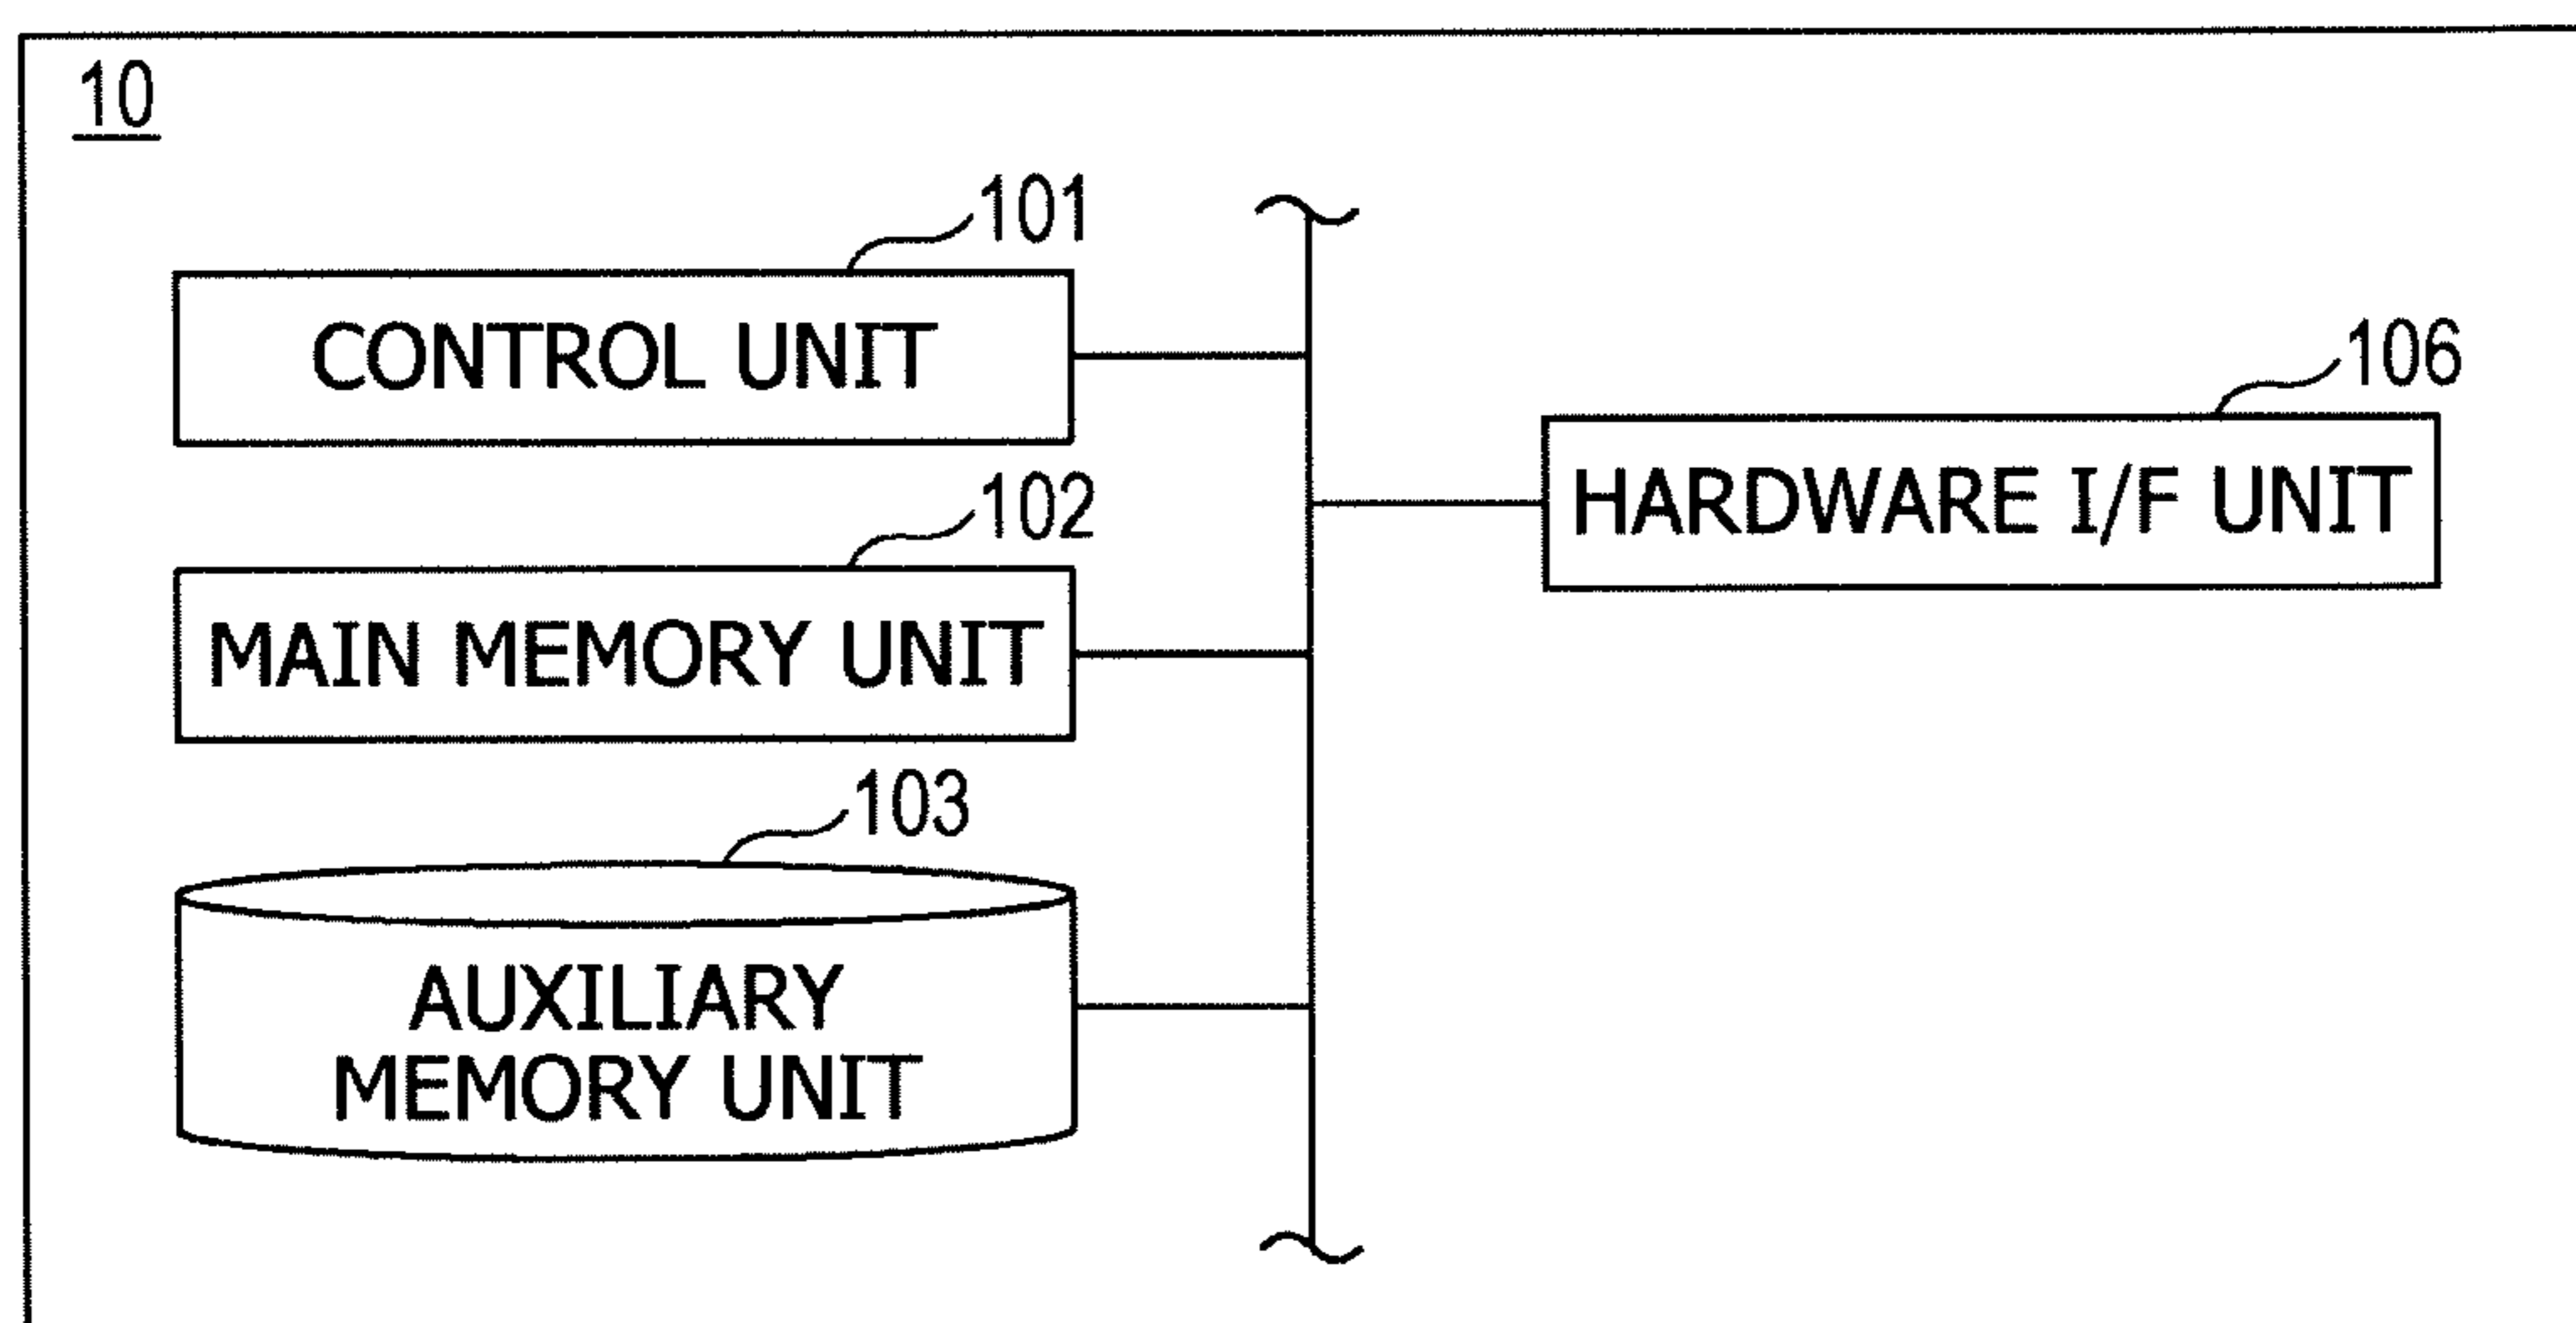 10
101
CONTROL UNIT
106
HARDWARE I/F UNIT
102
MAIN MEMORY UNIT
103
AUXILIARY
MEMORY UNIT